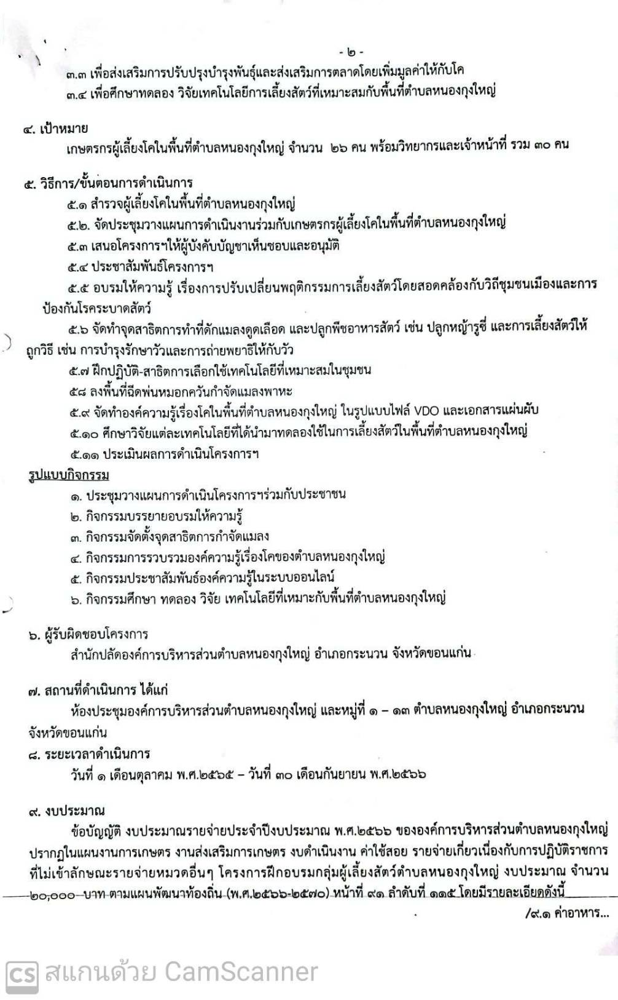 - ๒ -
๓.๓ เพื่อส่งเสริมการปรับปรุงบำรุงพันธุ์และส่งเสริมการตลาดโดยเพิ่มมูลค่าให้กับโค
๓.๔ เพื่อศึกษาทดลอง วิจัยเทคโนโลยีการเลี้ยงสัตว์ที่เหมาะสมกับพื้นที่ตำบลหนองกุงใหญ่
๔. เป้าหมาย
เกษตรกรผู้เลี้ยงโคในพื้นที่ตำบลหนองกุงใหญ่ จำนวน ๒๖ คน พร้อมวิทยากรและเจ้าหน้าที่ รวม ๓๐ คน
๕. วิธีการ/ขั้นตอนการดำเนินการ
๕.๑ สำรวจผู้เลี้ยงโคในพื้นที่ตำบลหนองกุงใหญ่
๕.๒. จัดประชุมวางแผนการดำเนินงานร่วมกับเกษตรกรผู้เลี้ยงโคในพื้นที่ตำบลหนองกุงใหญ่
๕.๓ เสนอโครงการฯให้ผู้บังคับบัญชาเห็นชอบและอนุมัติ
๕.๔ ประชาสัมพันธ์โครงการฯ
๕.๕ อบรมให้ความรู้ เรื่องการปรับเปลี่ยนพฤติกรรมการเลี้ยงสัตว์โดยสอดคล้องกับวิถีชุมชนเมืองและการ
ป้องกันโรคระบาดสัตว์
๕.๖ จัดทำจุดสาธิตการทำที่ดักแมลงดูดเลือด และปลูกพืชอาหารสัตว์ เช่น ปลูกหญ้ารูซี่ และการเลี้ยงสัตว์ให้
ถูกวิธี เช่น การบำรุงรักษาวัวและการถ่ายพยาธิให้กับวัว
๕.๗ ฝึกปฏิบัติ-สาธิตการเลือกใช้เทคโนโลยีที่เหมาะสมในชุมชน
๕๘ ลงพื้นที่ฉีดพ่นหมอกควันกำจัดแมลงพาหะ
๕.๙ จัดทำองค์ความรู้เรื่องโคในพื้นที่ตำบลหนองกุงใหญ่ ในรูปแบบไฟล์ VDO และเอกสารแผ่นผับ
๕.๑๐ ศึกษาวิจัยแต่ละเทคโนโลยีที่ได้นำมาทดลองใช้ในการเลี้ยงสัตว์ในพื้นที่ตำบลหนองกุงใหญ่
๕.๑๑ ประเมินผลการดำเนินโครงการฯ
รูปแบบกิจกรรม
๑. ประชุมวางแผนการดำเนินโครงการฯร่วมกับประชาชน
๒. กิจกรรมบรรยายอบรมให้ความรู้
๓. กิจกรรมจัดตั้งจุดสาธิตการกำจัดแมลง
๔. กิจกรรมการรวบรวมองค์ความรู้เรื่องโคของตำบลหนองกุงใหญ่
๕. กิจกรรมประชาสัมพันธ์องค์ความรู้ในระบบออนไลน์
๖. กิจกรรมศึกษา ทดลอง วิจัย เทคโนโลยีที่เหมาะกับพื้นที่ตำบลหนองกุงใหญ่
๖. ผู้รับผิดชอบโครงการ
สำนักปลัดองค์การบริหารส่วนตำบลหนองกุงใหญ่ อำเภอกระนวน จังหวัดขอนแก่น
๗. สถานที่ดำเนินการ ได้แก่
ห้องประชุมองค์การบริหารส่วนตำบลหนองกุงใหญ่ และหมู่ที่ ๑ – ๑๓ ตำบลหนองกุงใหญ่ อำเภอกระนวน
จังหวัดขอนแก่น
๘. ระยะเวลาดำเนินการ
วันที่ ๑ เดือนตุลาคม พ.ศ.๒๕๖๕ – วันที่ ๓๐ เดือนกันยายน พ.ศ.๒๕๖๖
๙. งบประมาณ
ข้อบัญญัติ งบประมาณรายจ่ายประจำปีงบประมาณ พ.ศ.๒๕๖๖ ขององค์การบริหารส่วนตำบลหนองกุงใหญ่
ปรากฏในแผนงานการเกษตร งานส่งเสริมการเกษตร งบดำเนินงาน ค่าใช้สอย รายจ่ายเกี่ยวเนื่องกับการปฏิบัติราชการ
ที่ไม่เข้าลักษณะรายจ่ายหมวดอื่นๆ โครงการฝึกอบรมกลุ่มผู้เลี้ยงสัตว์ตำบลหนองกุงใหญ่ งบประมาณ จำนวน
๒๐,๐๐๐ บาท ตามแผนพัฒนาท้องถิ่น (พ.ศ.๒๕๖๖-๒๕๗๐) หน้าที่ ๙๑ ลำดับที่ ๑๑๕ โดยมีรายละเอียดดังนี้
/๙.๑ ค่าอาหาร...
CS สแกนด้วย CamScanner